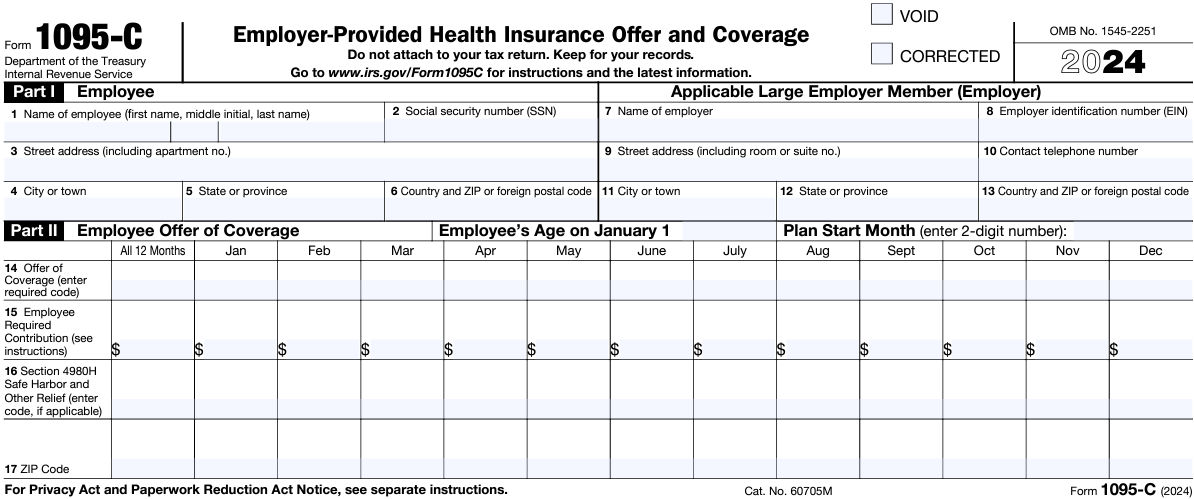 VOID
CORRECTED
Form 1095-C
Department of the Treasury
Internal Revenue Service
Employer-Provided Health Insurance Offer and Coverage
Do not attach to your tax return. Keep for your records.
Go to www.irs.gov/Form1095C for instructions and the latest information.
OMB No. 1545-2251
2024
Part I Employee
Applicable Large Employer Member (Employer)
1 Name of employee (first name, middle initial, last name)
2 Social security number (SSN)
7 Name of employer
8 Employer identification number (EIN)
3 Street address (including apartment no.)
9 Street address (including room or suite no.)
10 Contact telephone number
4 City or town
5 State or province
6 Country and ZIP or foreign postal code
11 City or town
12 State or province
13 Country and ZIP or foreign postal code
Part II Employee Offer of Coverage
Employee's Age on January 1
Plan Start Month (enter 2-digit number):
All 12 Months Jan Feb Mar Apr May June July Aug Sept Oct Nov Dec
14 Offer of
Coverage (enter
required code)
15 Employee
Required
Contribution (see
instructions)
$ $ $ $ $ $ $ $ $ $ $ $ $
16 Section 4980H
Safe Harbor and
Other Relief (enter
code, if applicable)
17 ZIP Code
For Privacy Act and Paperwork Reduction Act Notice, see separate instructions.
Cat. No. 60705M
Form 1095-C (2024)